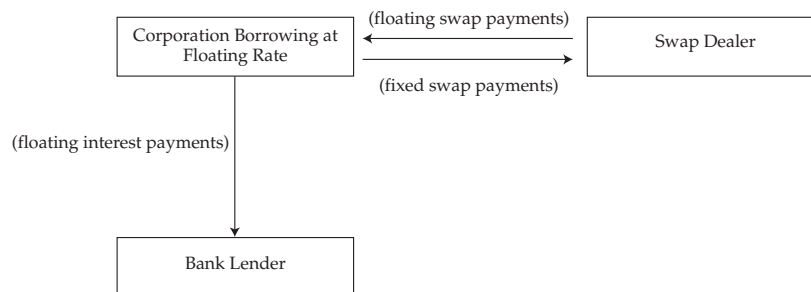 (floating swap payments)
Corporation Borrowing at
Floating Rate
Swap Dealer
(fixed swap payments)
(floating interest payments)
Bank Lender